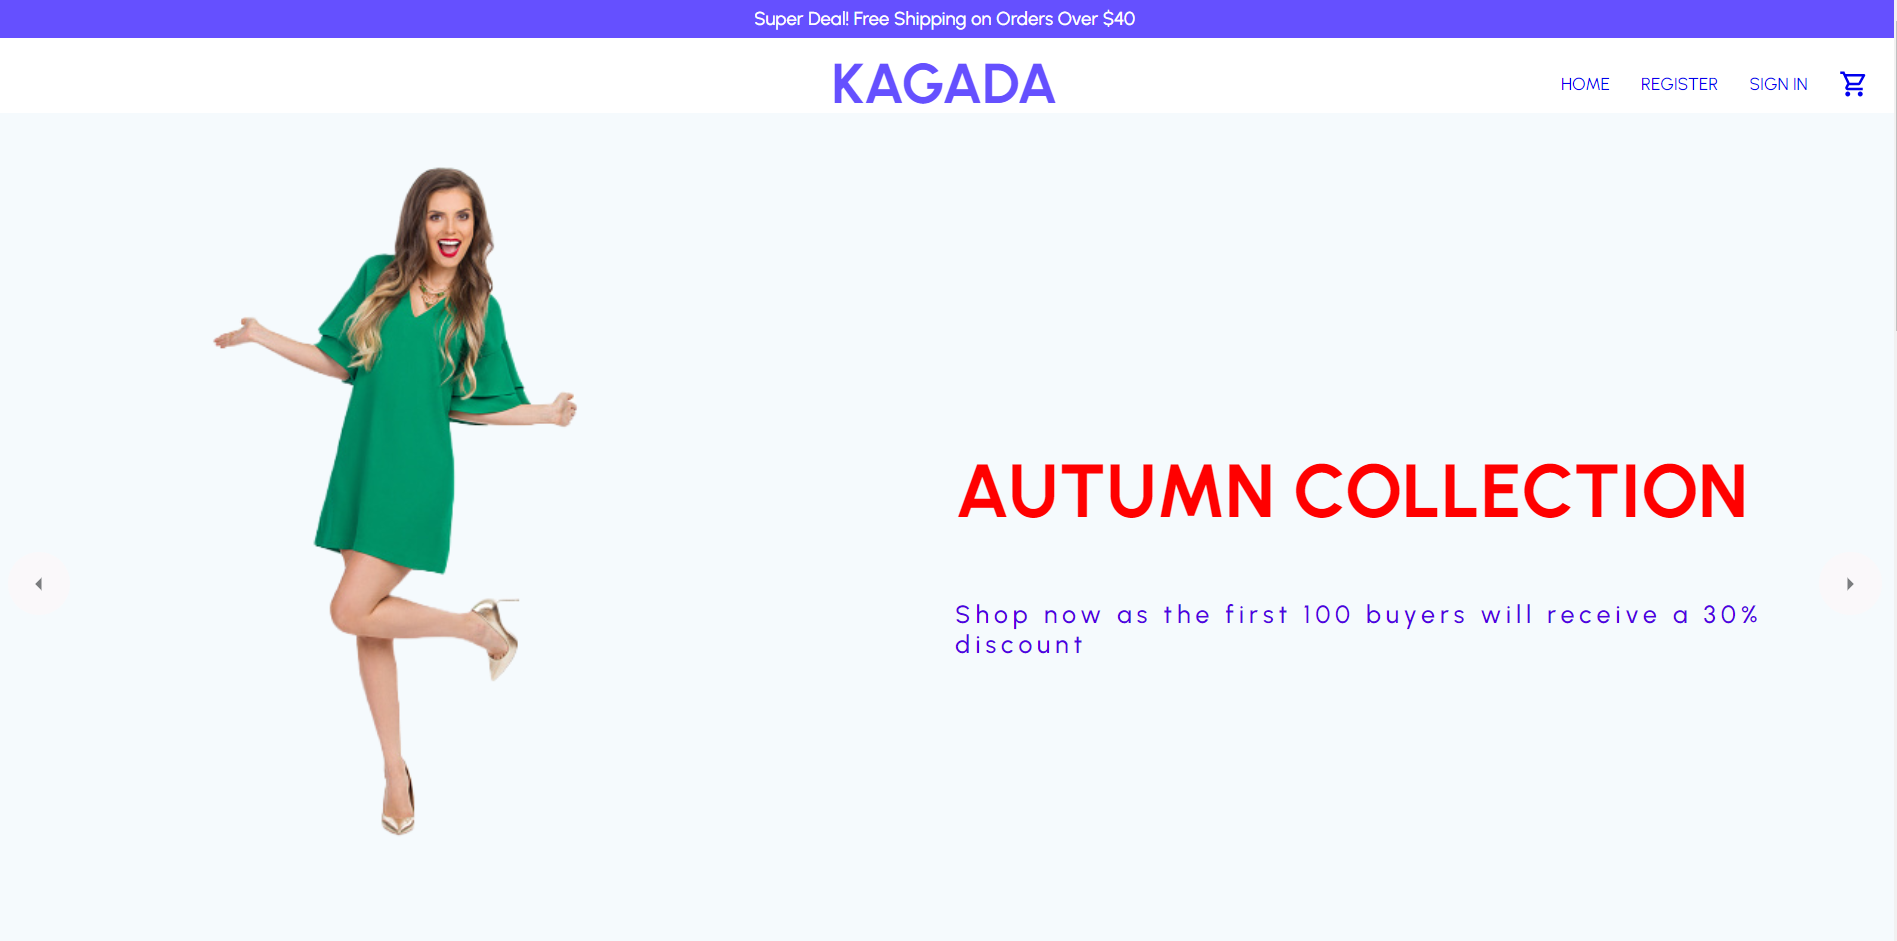 Super Deal! Free Shipping on Orders Over $40
KAGADA
HOME REGISTER SIGN IN
AUTUMN COLLECTION
Shop now as the first 100 buyers will receive a 30%
discount